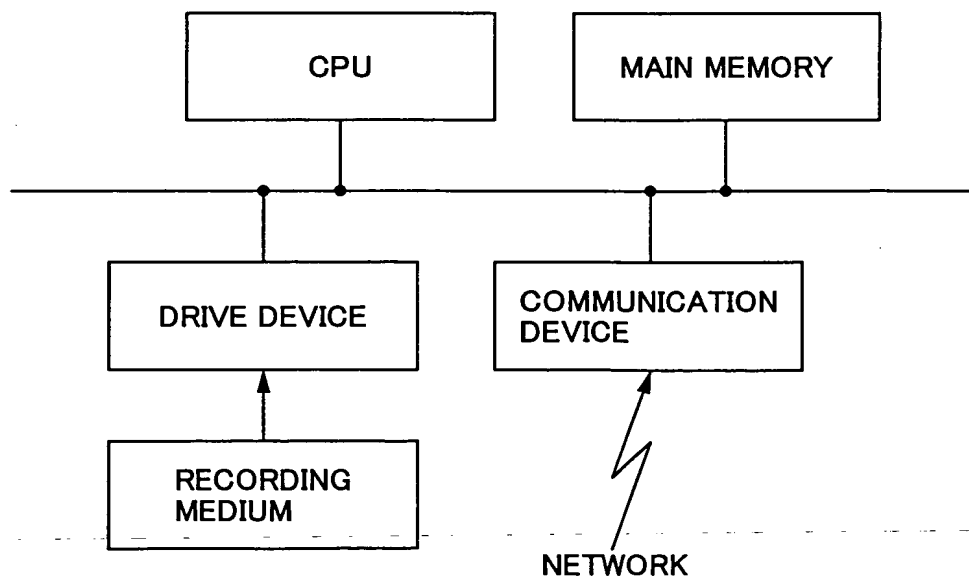 CPU
MAIN MEMORY
DRIVE DEVICE
COMMUNICATION
DEVICE
RECORDING
MEDIUM
NETWORK